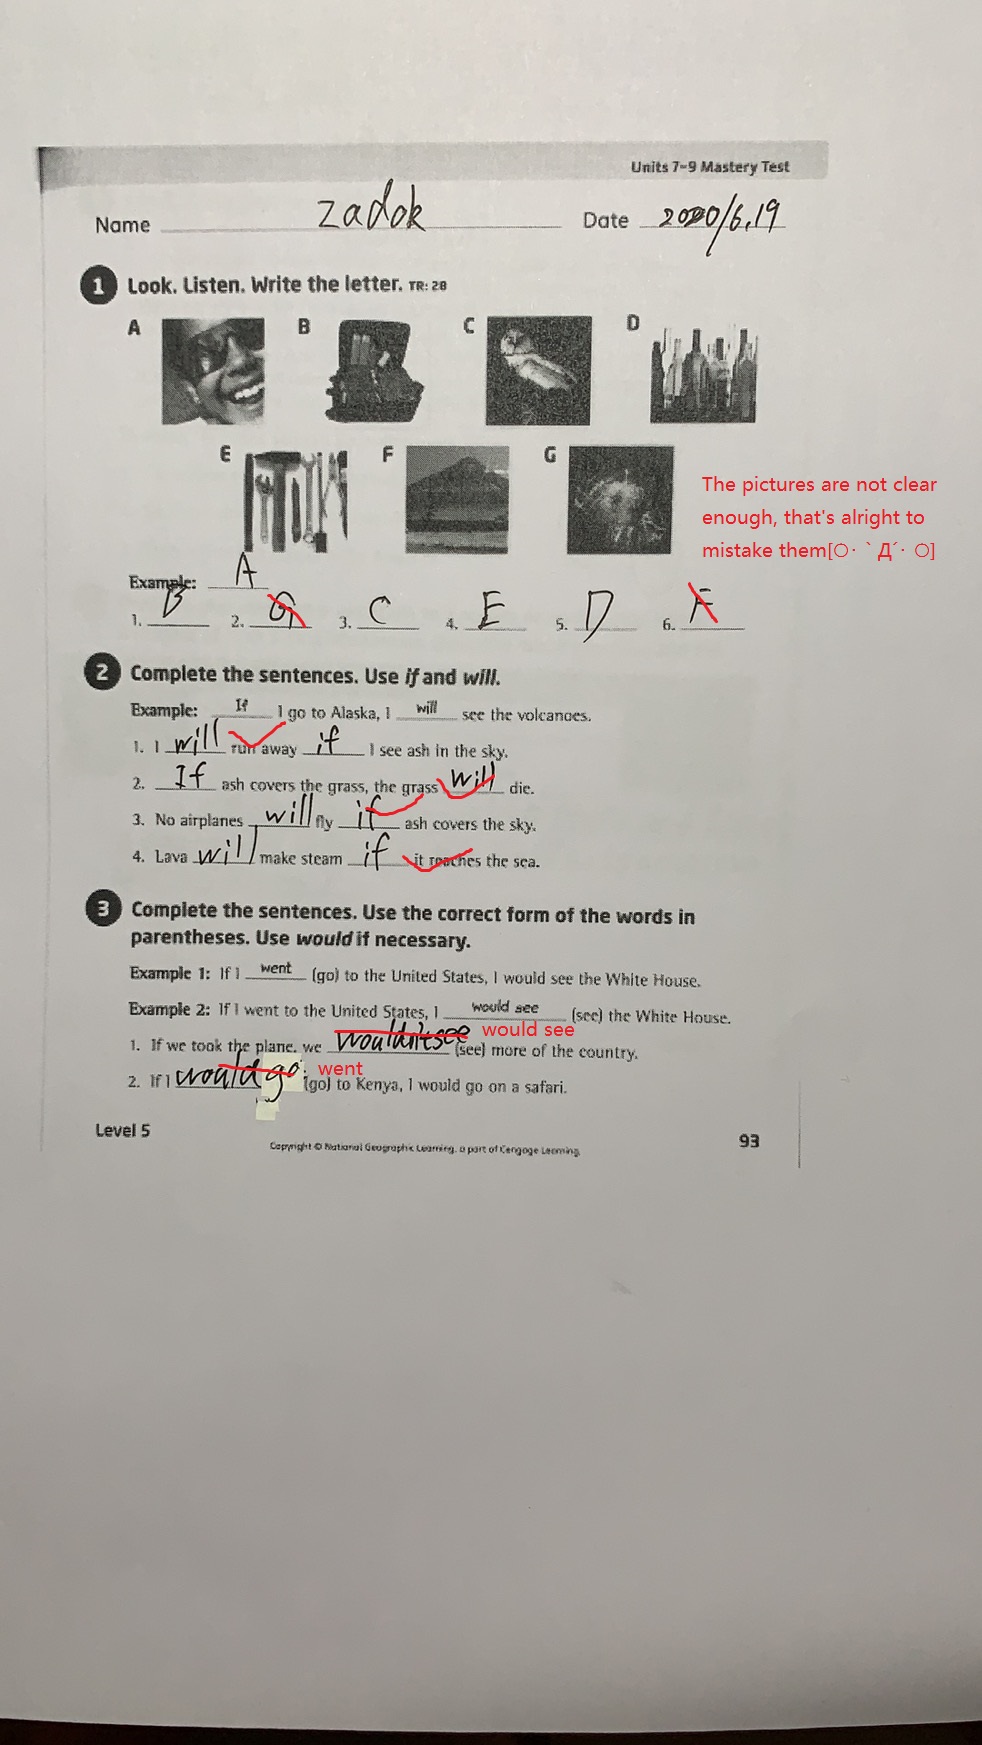 Units 7–9 Mastery Test
Name zadok Date 2020/6.19
1 Look. Listen. Write the letter. TR: 28
A B C D
E F G
The pictures are not clear
enough, that's alright to
mistake them[○･｀Д´･ ○]
Example: A
1. B 2. G 3. C 4. E 5. D 6. F
2 Complete the sentences. Use if and will.
Example: If I go to Alaska, I will see the volcanoes.
1. I will run away if I see ash in the sky.
2. If ash covers the grass, the grass will die.
3. No airplanes will fly if ash covers the sky.
4. Lava will make steam if it reaches the sea.
3 Complete the sentences. Use the correct form of the words in
parentheses. Use would if necessary.
Example 1: If I went (go) to the United States, I would see the White House.
Example 2: If I went to the United States, I would see (see) the White House.
would see
1. If we took the plane, we wouldn't see (see) more of the country.
went
2. If I would go (go) to Kenya, I would go on a safari.
Level 5
Copyright © National Geographic Learning, a part of Cengage Learning.
93